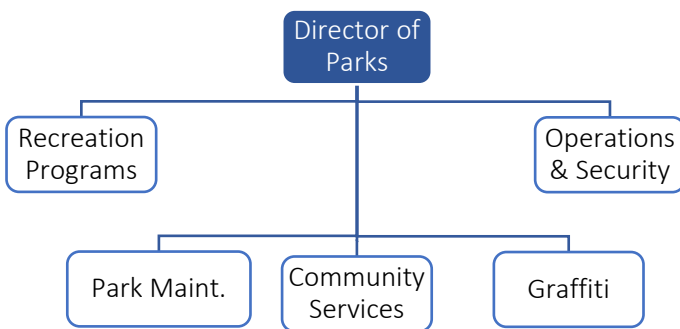 Director of
Parks
Recreation
Programs
Operations
& Security
Park Maint.
Community
Services
Graffiti